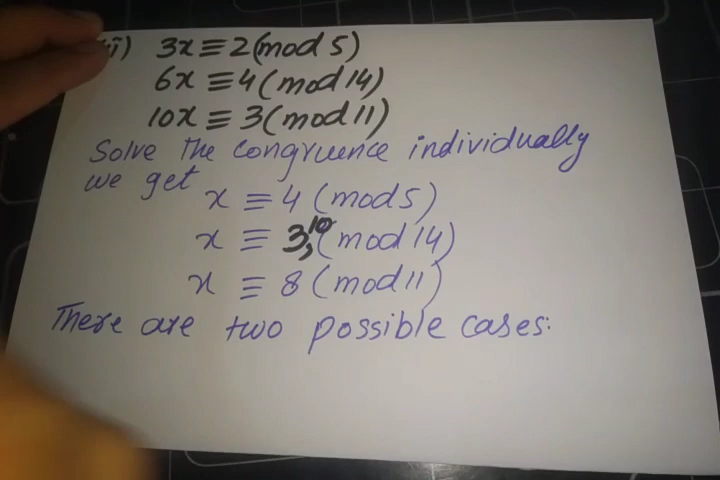 ii) 3x ≡ 2(mod 5)
6x ≡ 4(mod 14)
10x ≡ 3(mod 11)
Solve the congruence individually
we get
x ≡ 4 (mod 5)
x ≡ 3,10 (mod 14)
x ≡ 8 (mod 11)
There are two possible cases: